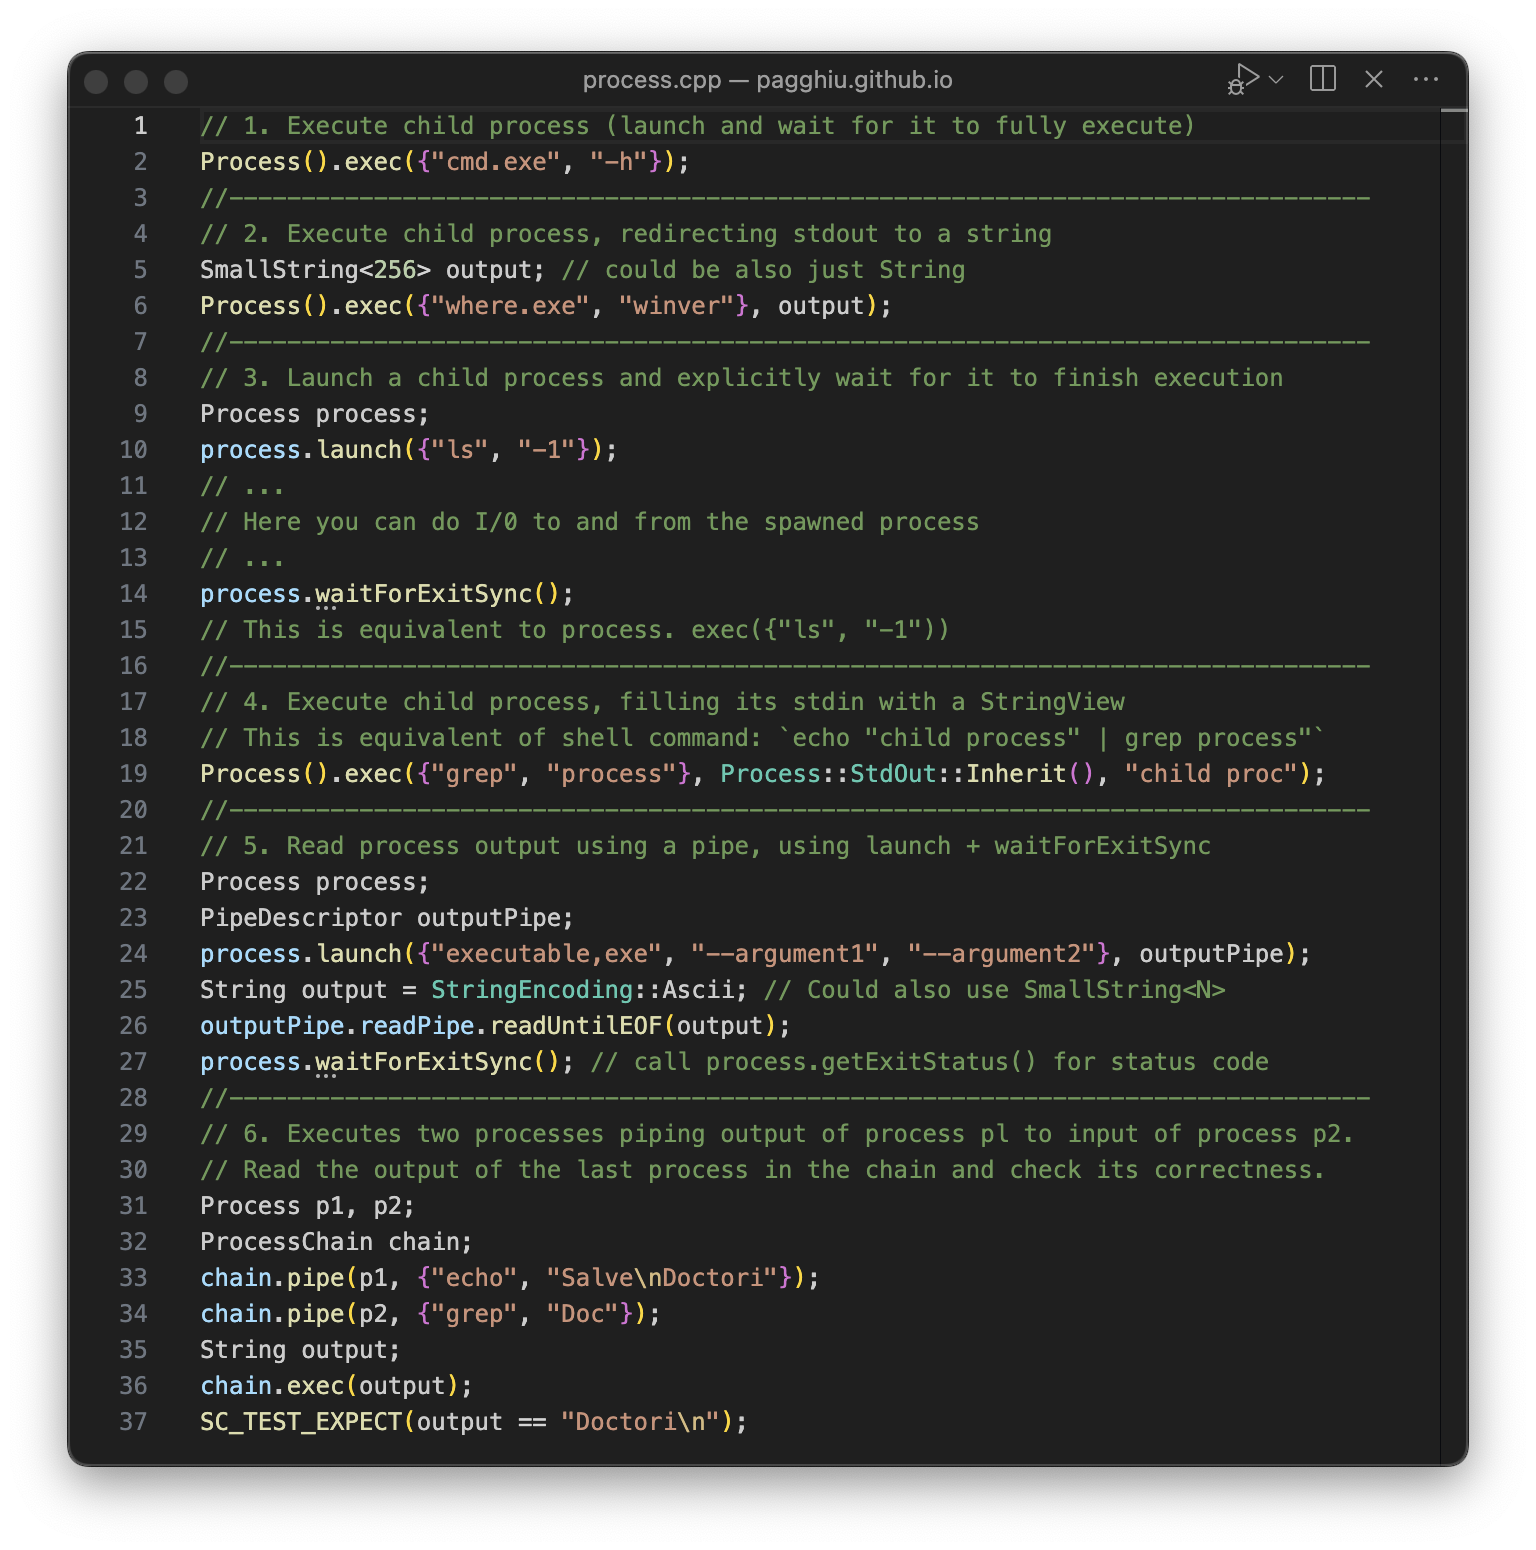 process.cpp — pagghiu.github.io
1 // 1. Execute child process (launch and wait for it to fully execute)
2 Process().exec({"cmd.exe", "-h"});
3 //-------------------------------------------------------------------------------
4 // 2. Execute child process, redirecting stdout to a string
5 SmallString<256> output; // could be also just String
6 Process().exec({"where.exe", "winver"}, output);
7 //-------------------------------------------------------------------------------
8 // 3. Launch a child process and explicitly wait for it to finish execution
9 Process process;
10 process.launch({"ls", "-1"});
11 // ...
12 // Here you can do I/0 to and from the spawned process
13 // ...
14 process.waitForExitSync();
15 // This is equivalent to process. exec({"ls", "-1"))
16 //-------------------------------------------------------------------------------
17 // 4. Execute child process, filling its stdin with a StringView
18 // This is equivalent of shell command: `echo "child process" | grep process"`
19 Process().exec({"grep", "process"}, Process::StdOut::Inherit(), "child proc");
20 //-------------------------------------------------------------------------------
21 // 5. Read process output using a pipe, using launch + waitForExitSync
22 Process process;
23 PipeDescriptor outputPipe;
24 process.launch({"executable,exe", "--argument1", "--argument2"}, outputPipe);
25 String output = StringEncoding::Ascii; // Could also use SmallString<N>
26 outputPipe.readPipe.readUntilEOF(output);
27 process.waitForExitSync(); // call process.getExitStatus() for status code
28 //-------------------------------------------------------------------------------
29 // 6. Executes two processes piping output of process pl to input of process p2.
30 // Read the output of the last process in the chain and check its correctness.
31 Process p1, p2;
32 ProcessChain chain;
33 chain.pipe(p1, {"echo", "Salve\nDoctori"});
34 chain.pipe(p2, {"grep", "Doc"});
35 String output;
36 chain.exec(output);
37 SC_TEST_EXPECT(output == "Doctori\n");